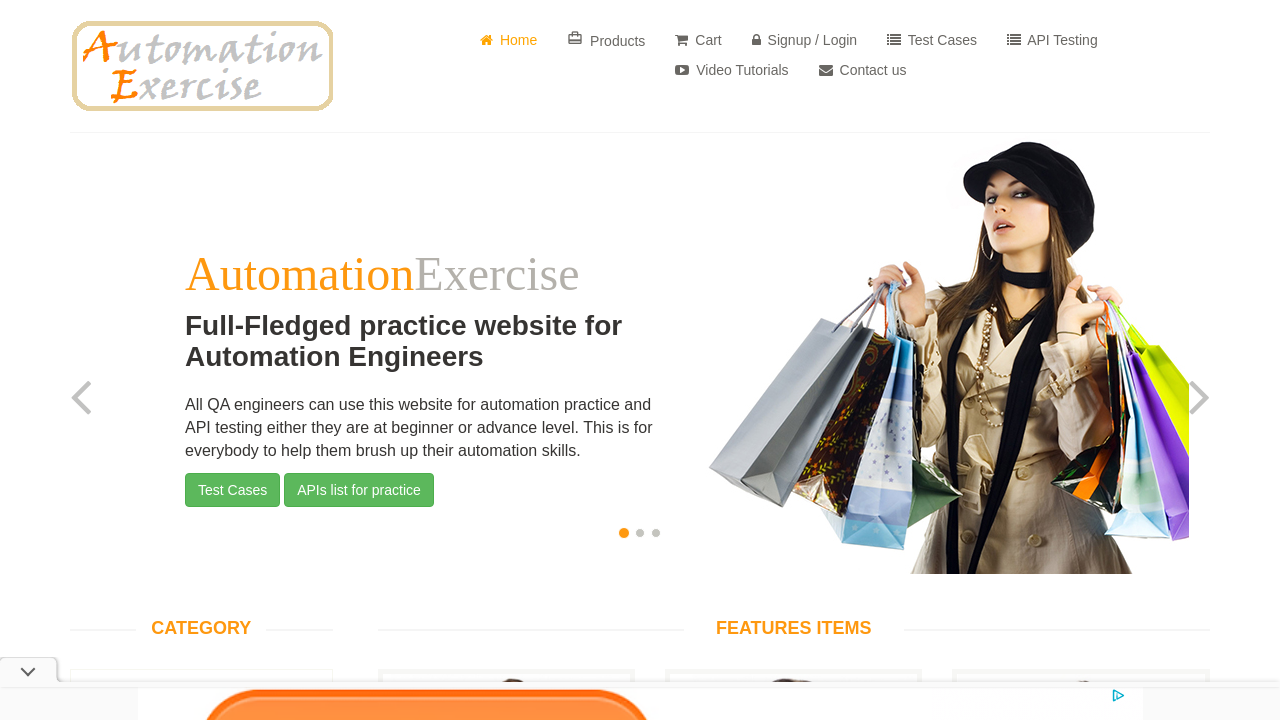 Automation
Exercise
Home
Products
Cart
Signup / Login
Test Cases
API Testing
Video Tutorials
Contact us
AutomationExercise
Full-Fledged practice website for
Automation Engineers
All QA engineers can use this website for automation practice and
API testing either they are at beginner or advance level. This is for
everybody to help them brush up their automation skills.
Test Cases
APIs list for practice
CATEGORY
FEATURES ITEMS